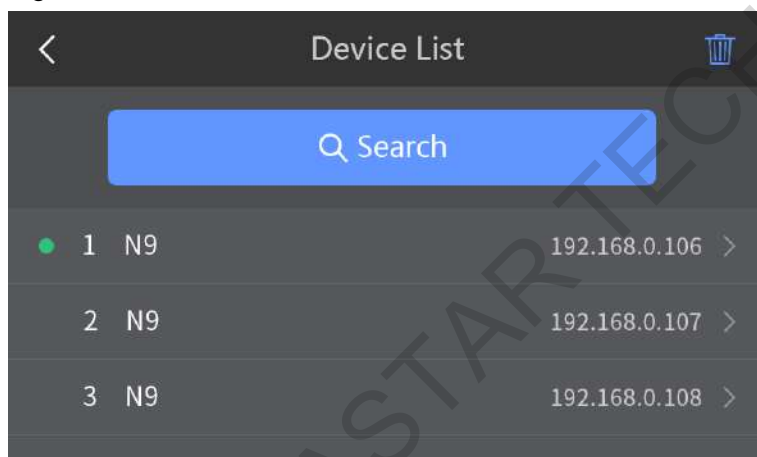 Device List
Search
1 N9 192.168.0.106
2 N9 192.168.0.107
3 N9 192.168.0.108